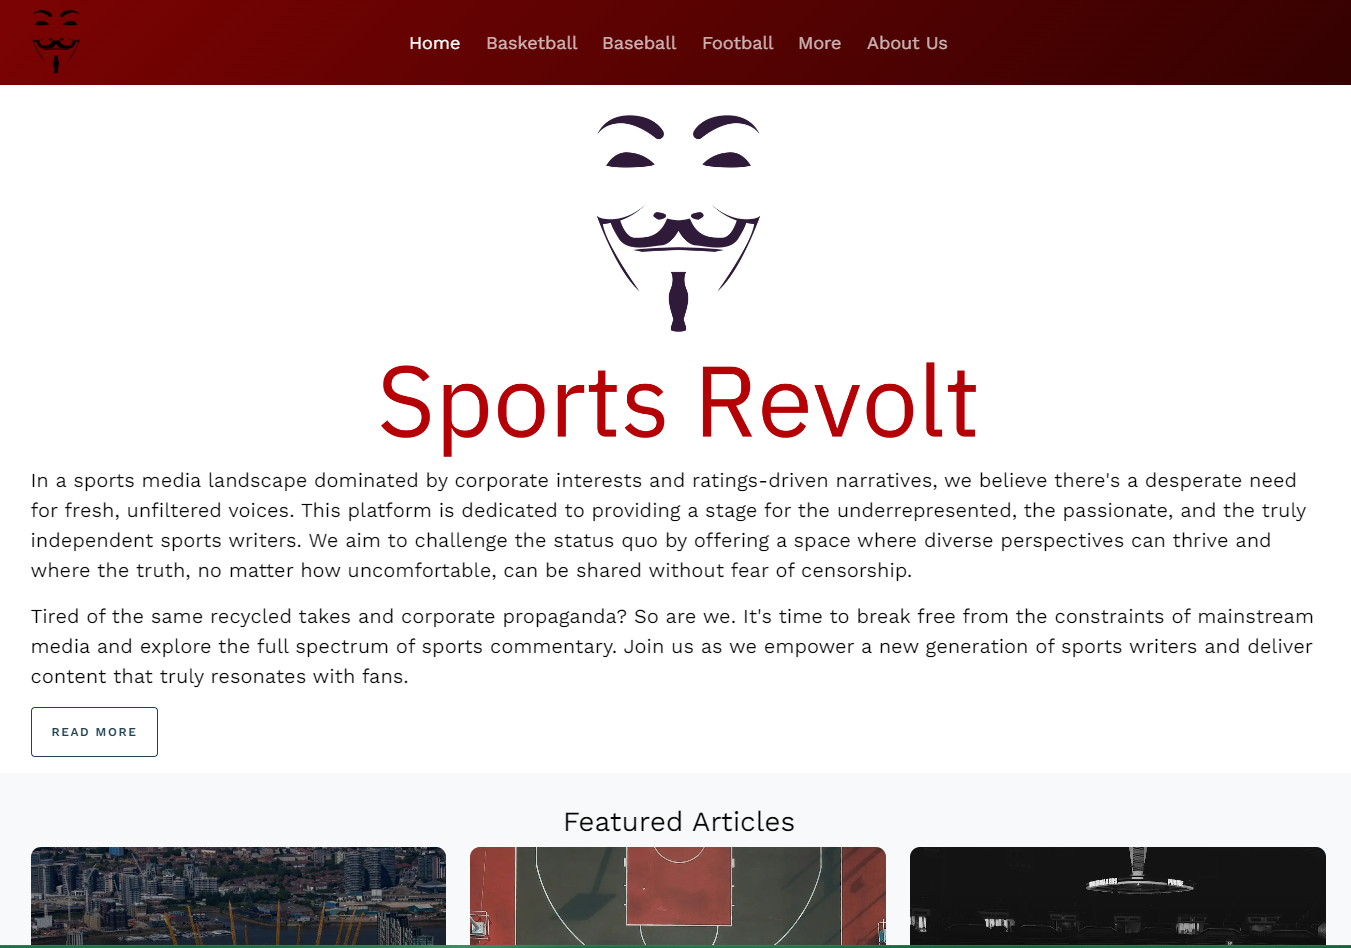 Home Basketball Baseball Football More About Us
Sports Revolt
In a sports media landscape dominated by corporate interests and ratings-driven narratives, we believe there's a desperate need
for fresh, unfiltered voices. This platform is dedicated to providing a stage for the underrepresented, the passionate, and the truly
independent sports writers. We aim to challenge the status quo by offering a space where diverse perspectives can thrive and
where the truth, no matter how uncomfortable, can be shared without fear of censorship.
Tired of the same recycled takes and corporate propaganda? So are we. It's time to break free from the constraints of mainstream
media and explore the full spectrum of sports commentary. Join us as we empower a new generation of sports writers and deliver
content that truly resonates with fans.
READ MORE
Featured Articles